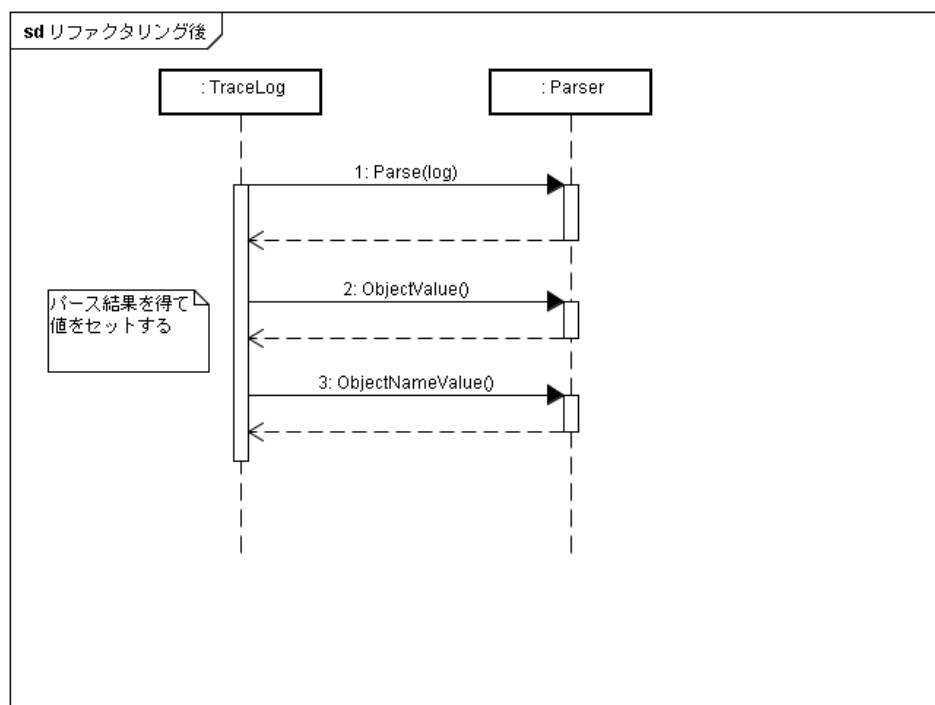 sd リファクタリング後
: TraceLog
: Parser
1: Parse(log)
2: ObjectValue()
パース結果を得て
値をセットする
3: ObjectNameValue()